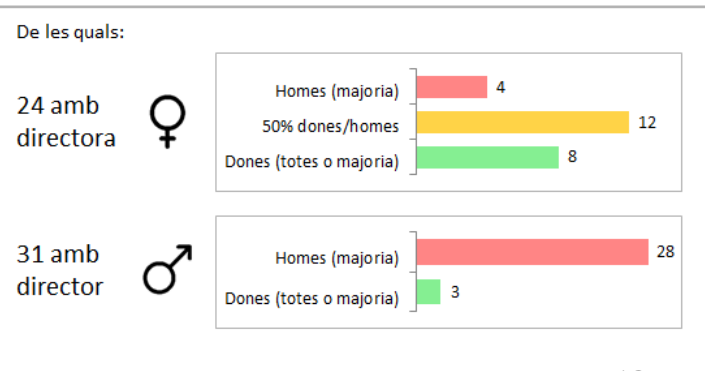 De les quals:
24 amb
directora
Homes (majoria) 4
50% dones/homes 12
Dones (totes o majoria) 8
31 amb
director
Homes (majoria) 28
Dones (totes o majoria) 3